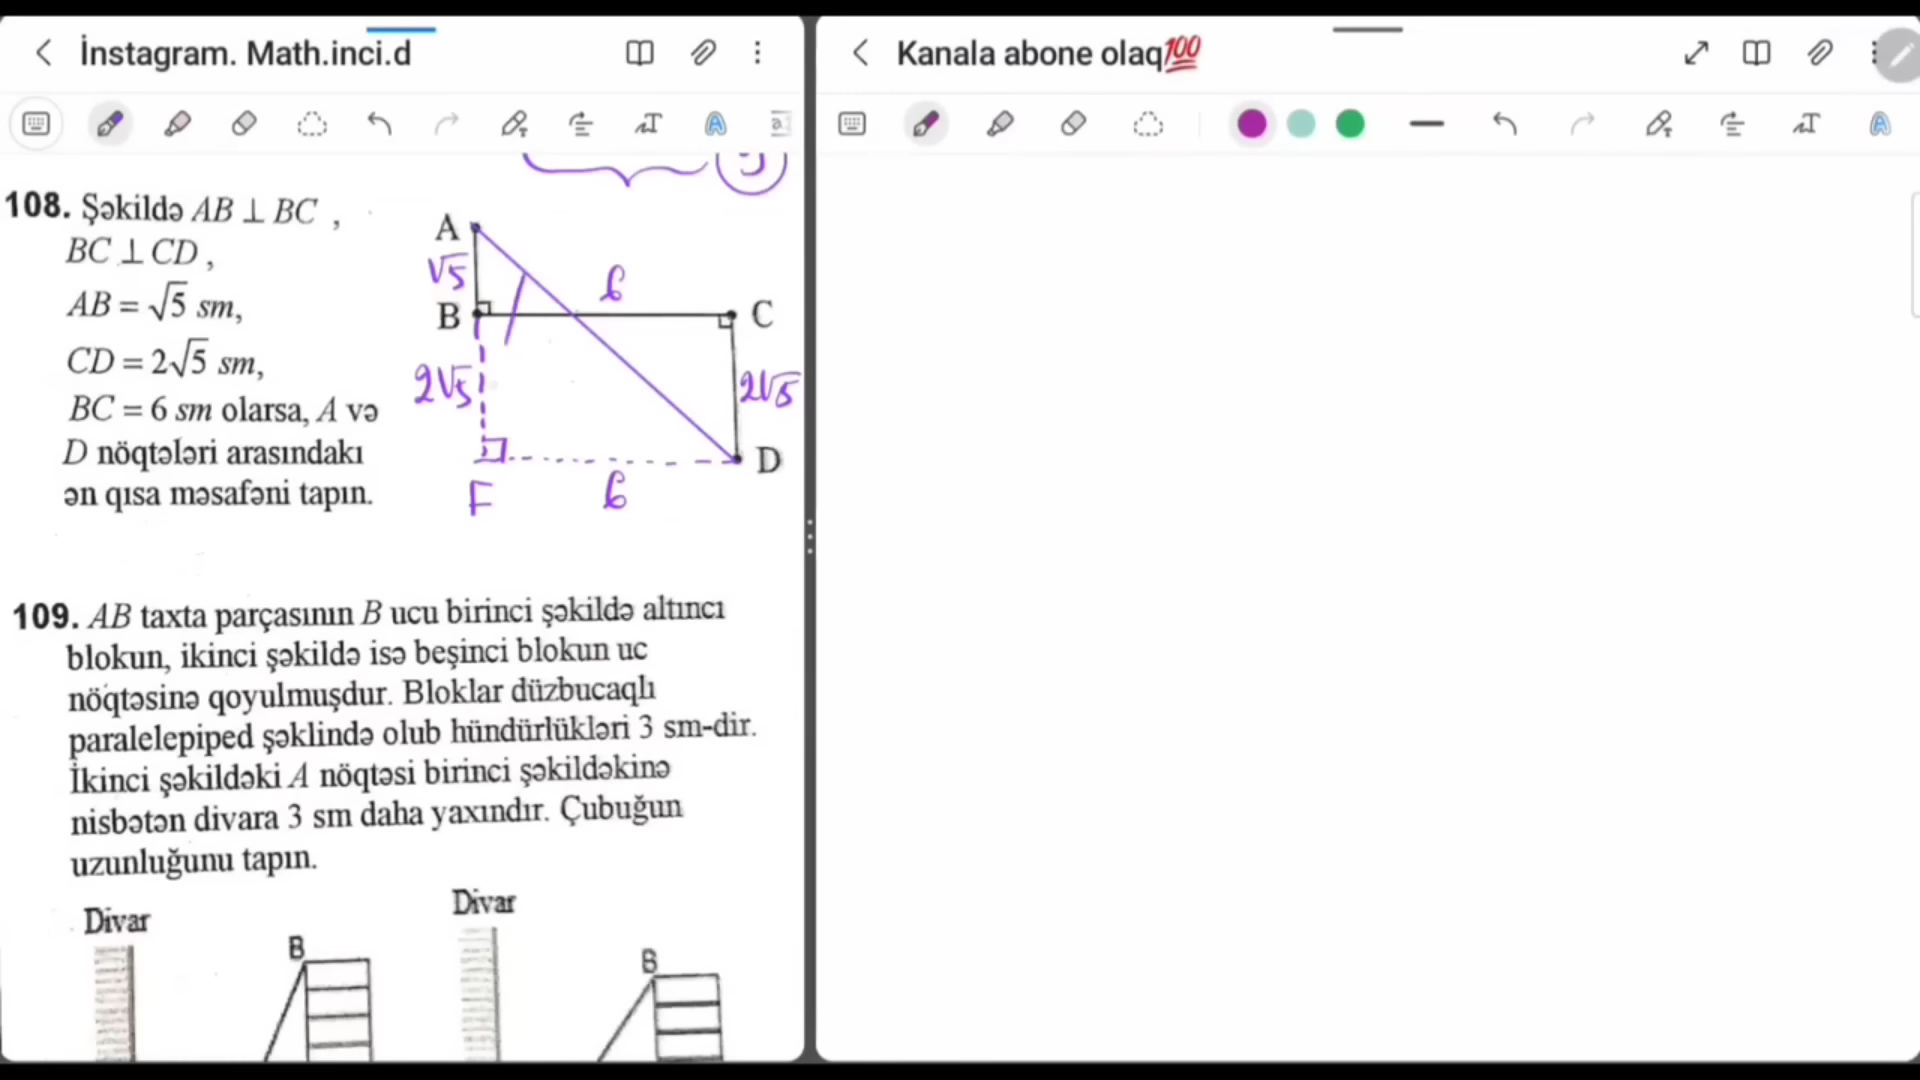 İnstagram. Math.inci.d
Kanala abone olaq💯
108. Şəkildə AB ⊥ BC ,
BC ⊥ CD ,
AB = √5 sm,
CD = 2√5 sm,
BC = 6 sm olarsa, A və
D nöqtələri arasındakı
ən qısa məsafəni tapın.
A
√5
6
B
C
2√5
2√5
D
F
6
109. AB taxta parçasının B ucu birinci şəkildə altıncı
blokun, ikinci şəkildə isə beşinci blokun uc
nöqtəsinə qoyulmuşdur. Bloklar düzbucaqlı
paralelepiped şəklində olub hündürlükləri 3 sm-dir.
İkinci şəkildəki A nöqtəsi birinci şəkildəkinə
nisbətən divara 3 sm daha yaxındır. Çubuğun
uzunluğunu tapın.
Divar
Divar
B
B